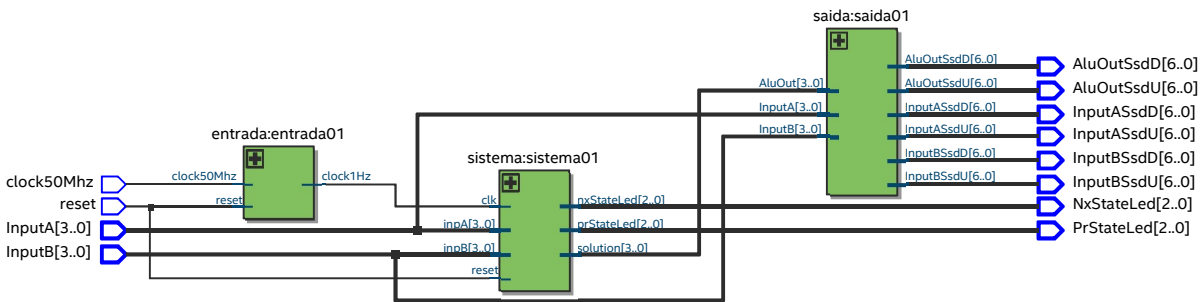 saida:saida01
AluOutSsdD[6..0] AluOutSsdD[6..0]
AluOut[3..0] AluOutSsdU[6..0] AluOutSsdU[6..0]
InputA[3..0] InputASsdD[6..0] InputASsdD[6..0]
InputB[3..0] InputASsdU[6..0] InputASsdU[6..0]
InputBSsdD[6..0] InputBSsdD[6..0]
InputBSsdU[6..0] InputBSsdU[6..0]
entrada:entrada01
clock50Mhz clock50Mhz clock1Hz
reset reset
sistema:sistema01
clk nxStateLed[2..0] NxStateLed[2..0]
InputA[3..0] inpA[3..0] prStateLed[2..0] PrStateLed[2..0]
InputB[3..0] inpB[3..0] solution[3..0]
reset